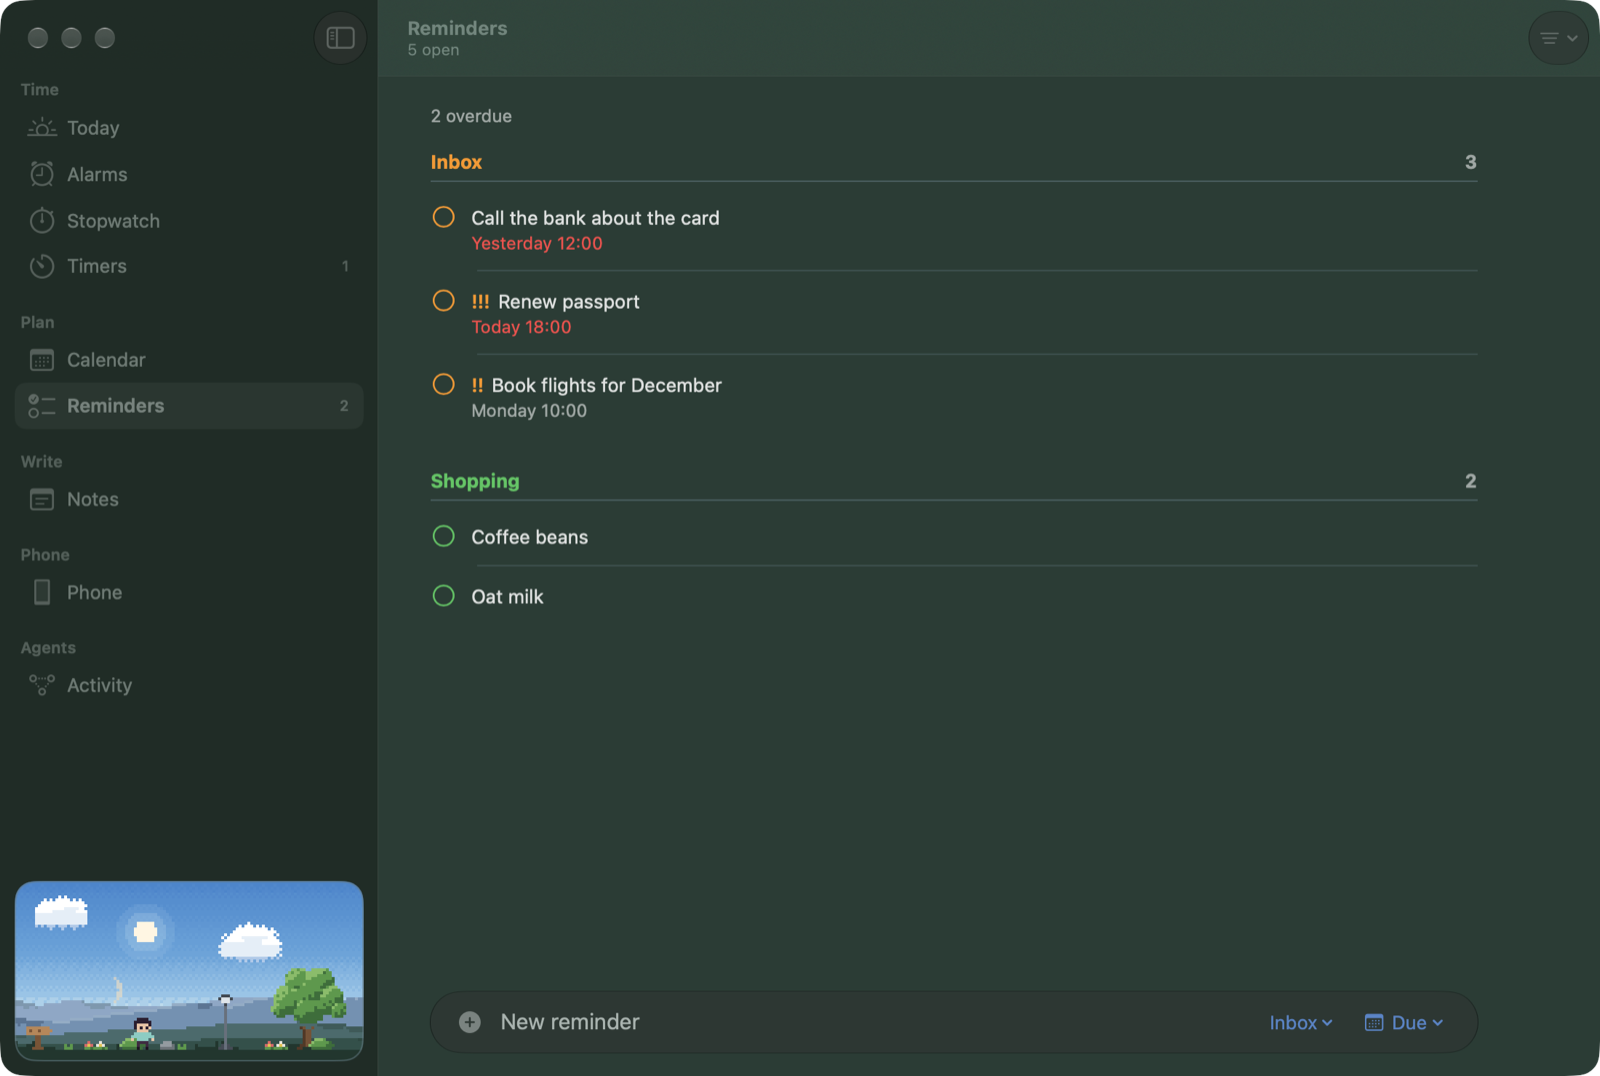 Reminders
5 open
Time
Today
Alarms
Stopwatch
Timers 1
Plan
Calendar
Reminders 2
Write
Notes
Phone
Phone
Agents
Activity
2 overdue
Inbox 3
Call the bank about the card
Yesterday 12:00
!!! Renew passport
Today 18:00
!! Book flights for December
Monday 10:00
Shopping 2
Coffee beans
Oat milk
New reminder Inbox Due